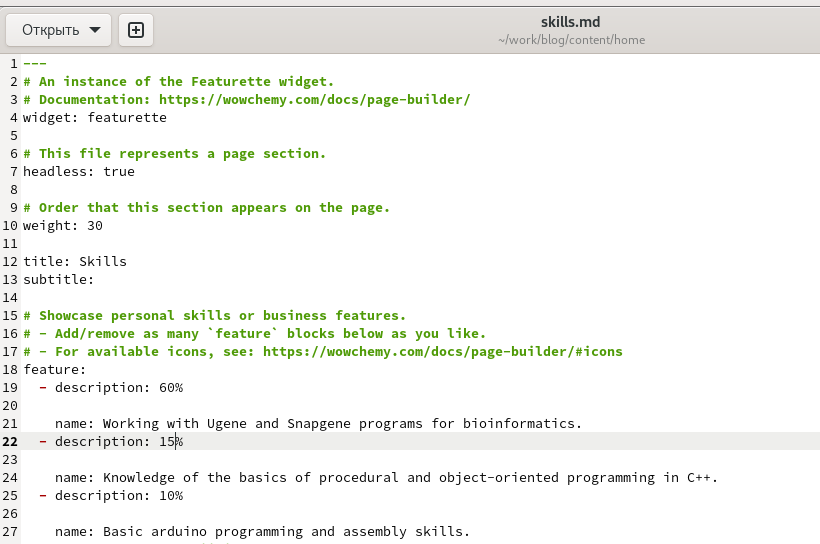 Открыть
skills.md
~/work/blog/content/home
1 ---
2 # An instance of the Featurette widget.
3 # Documentation: https://wowchemy.com/docs/page-builder/
4 widget: featurette
5
6 # This file represents a page section.
7 headless: true
8
9 # Order that this section appears on the page.
10 weight: 30
11
12 title: Skills
13 subtitle:
14
15 # Showcase personal skills or business features.
16 # - Add/remove as many `feature` blocks below as you like.
17 # - For available icons, see: https://wowchemy.com/docs/page-builder/#icons
18 feature:
19   - description: 60%
20
21     name: Working with Ugene and Snapgene programs for bioinformatics.
22   - description: 15%
23
24     name: Knowledge of the basics of procedural and object-oriented programming in C++.
25   - description: 10%
26
27     name: Basic arduino programming and assembly skills.